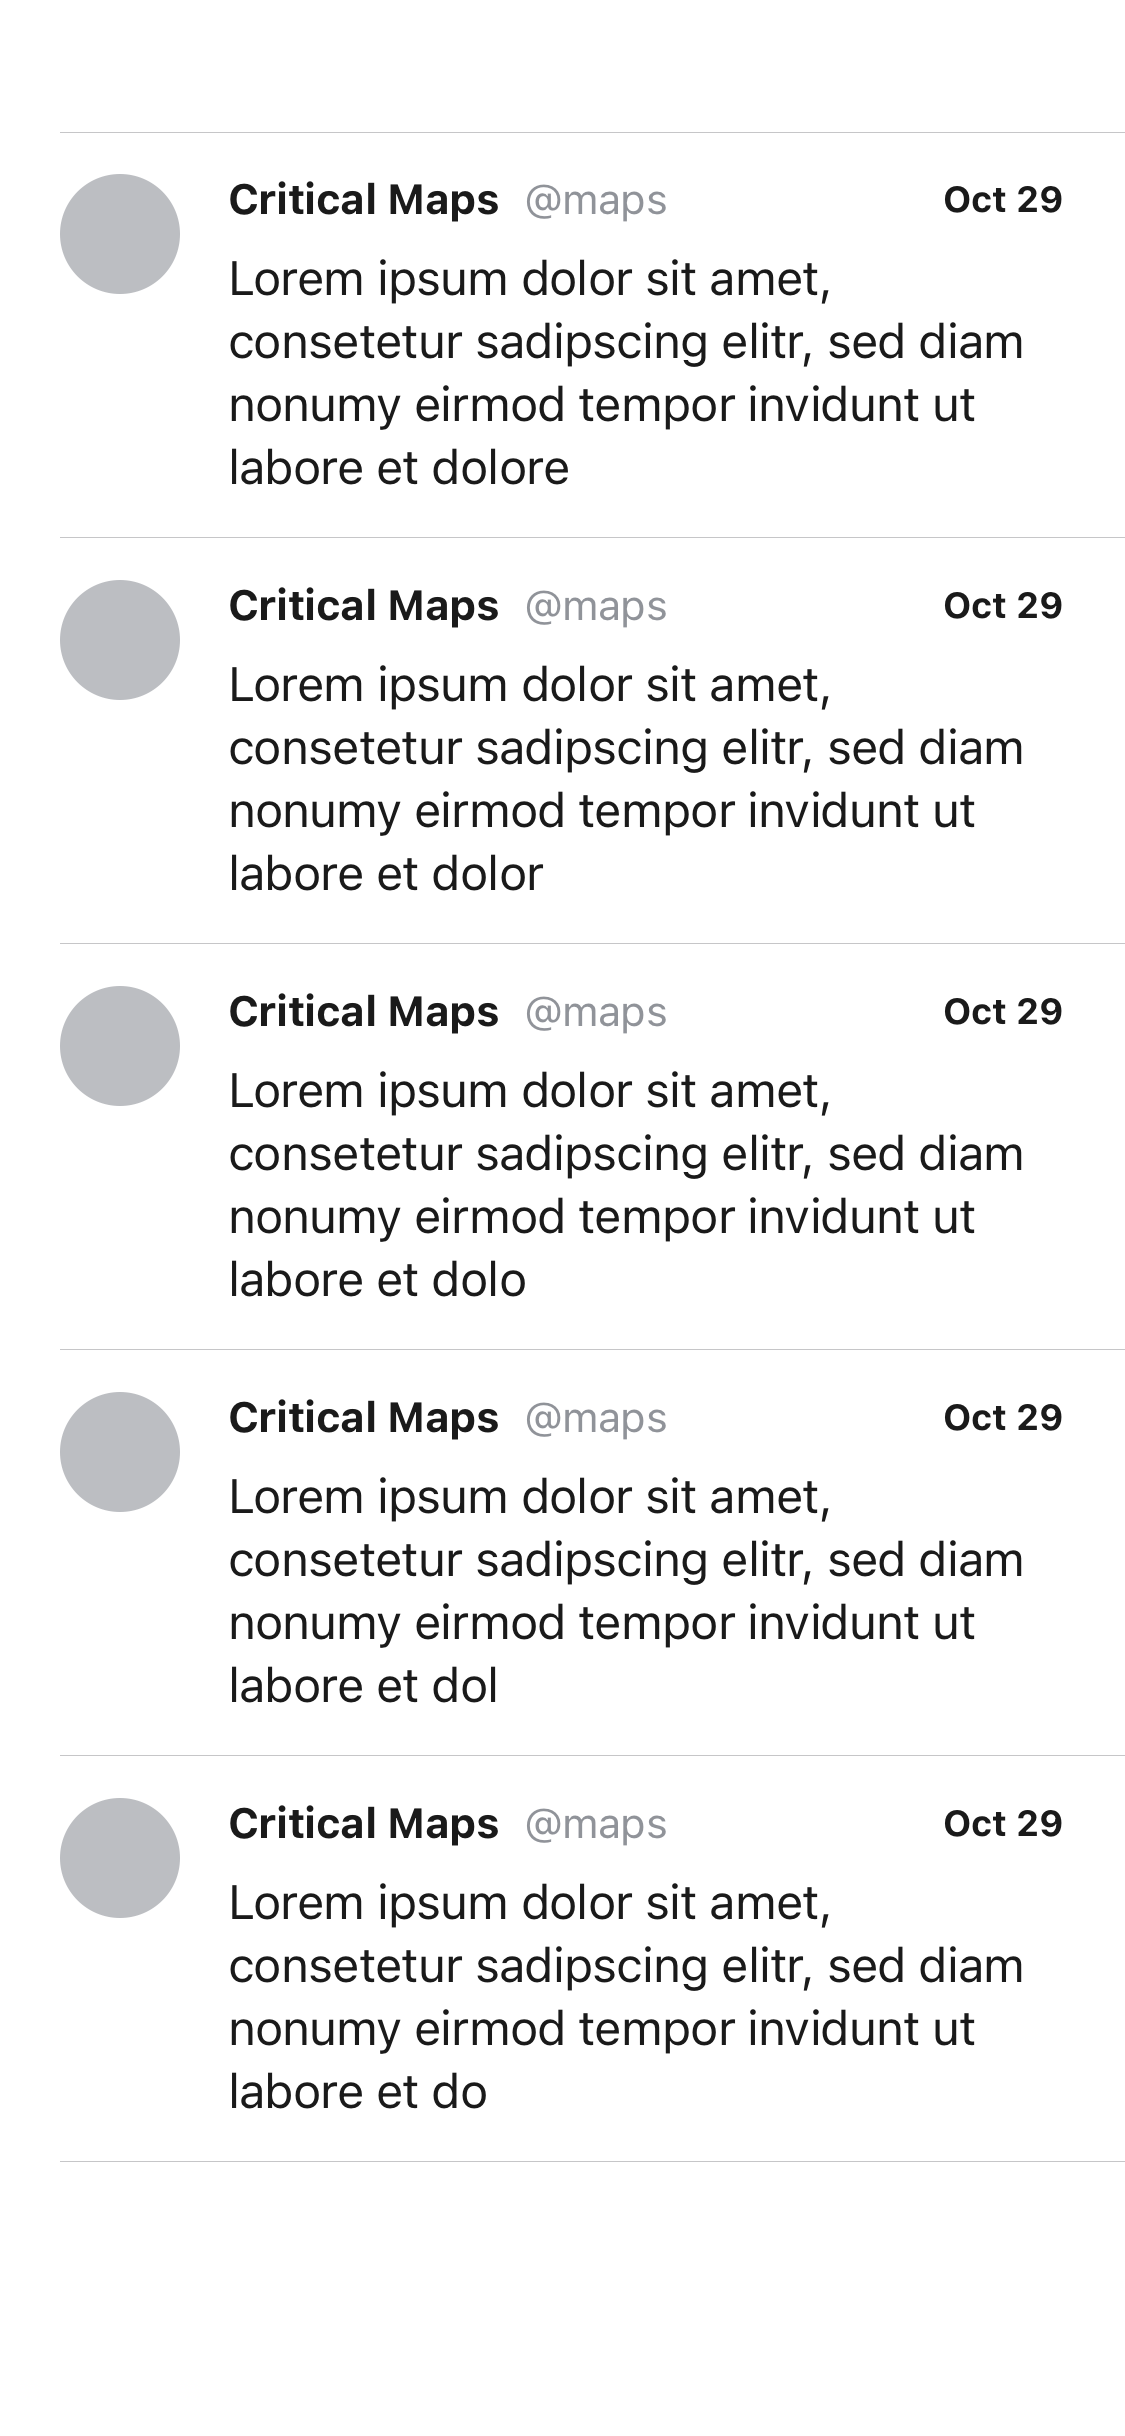 Critical Maps @maps Oct 29
Lorem ipsum dolor sit amet,
consetetur sadipscing elitr, sed diam
nonumy eirmod tempor invidunt ut
labore et dolore
Critical Maps @maps Oct 29
Lorem ipsum dolor sit amet,
consetetur sadipscing elitr, sed diam
nonumy eirmod tempor invidunt ut
labore et dolor
Critical Maps @maps Oct 29
Lorem ipsum dolor sit amet,
consetetur sadipscing elitr, sed diam
nonumy eirmod tempor invidunt ut
labore et dolo
Critical Maps @maps Oct 29
Lorem ipsum dolor sit amet,
consetetur sadipscing elitr, sed diam
nonumy eirmod tempor invidunt ut
labore et dol
Critical Maps @maps Oct 29
Lorem ipsum dolor sit amet,
consetetur sadipscing elitr, sed diam
nonumy eirmod tempor invidunt ut
labore et do